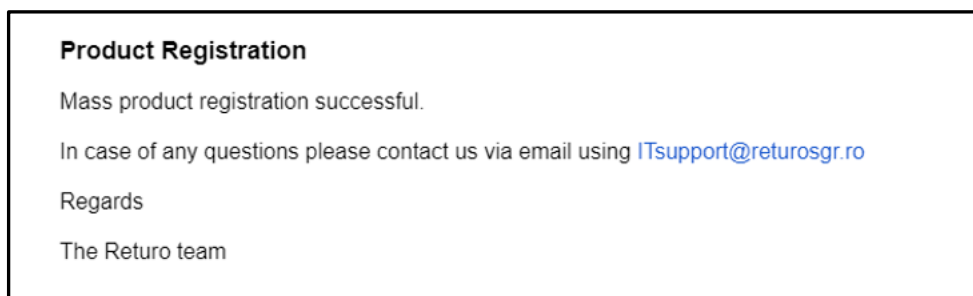 Product Registration
Mass product registration successful.
In case of any questions please contact us via email using ITsupport@returosgr.ro
Regards
The Returo team